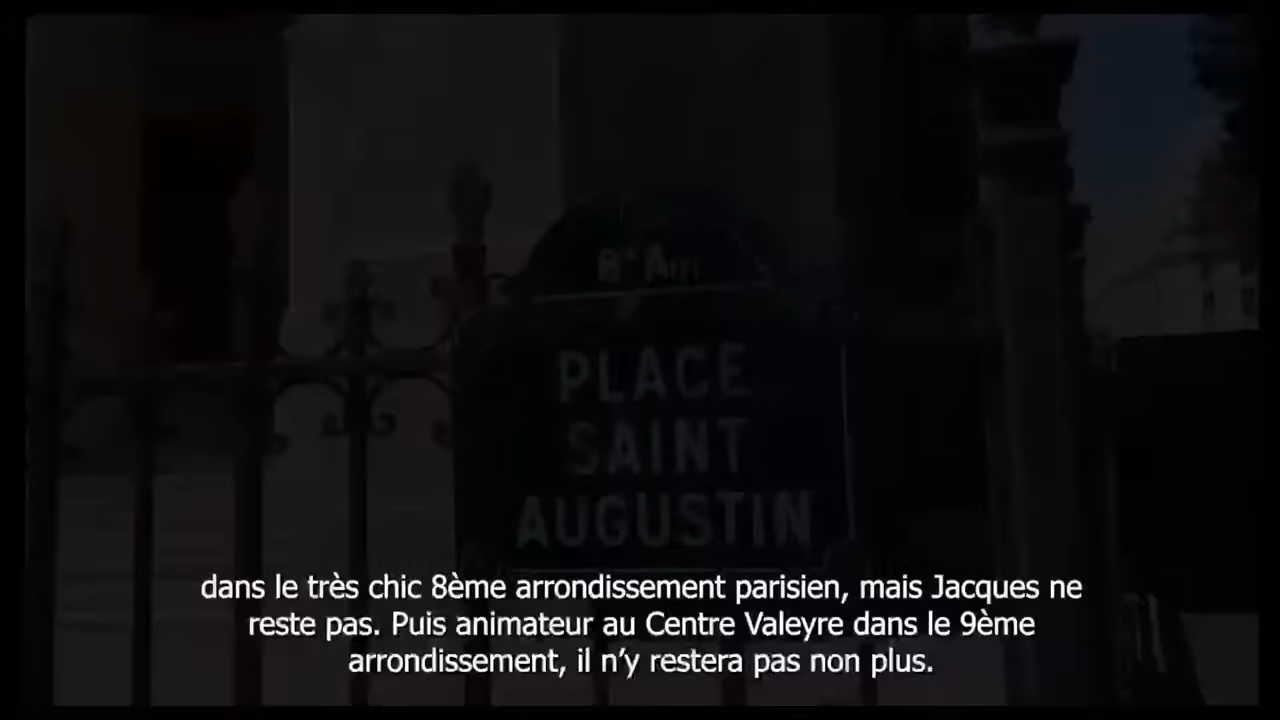 8e Arrt
PLACE
SAINT
AUGUSTIN
dans le très chic 8ème arrondissement parisien, mais Jacques ne
reste pas. Puis animateur au Centre Valeyre dans le 9ème
arrondissement, il n’y restera pas non plus.